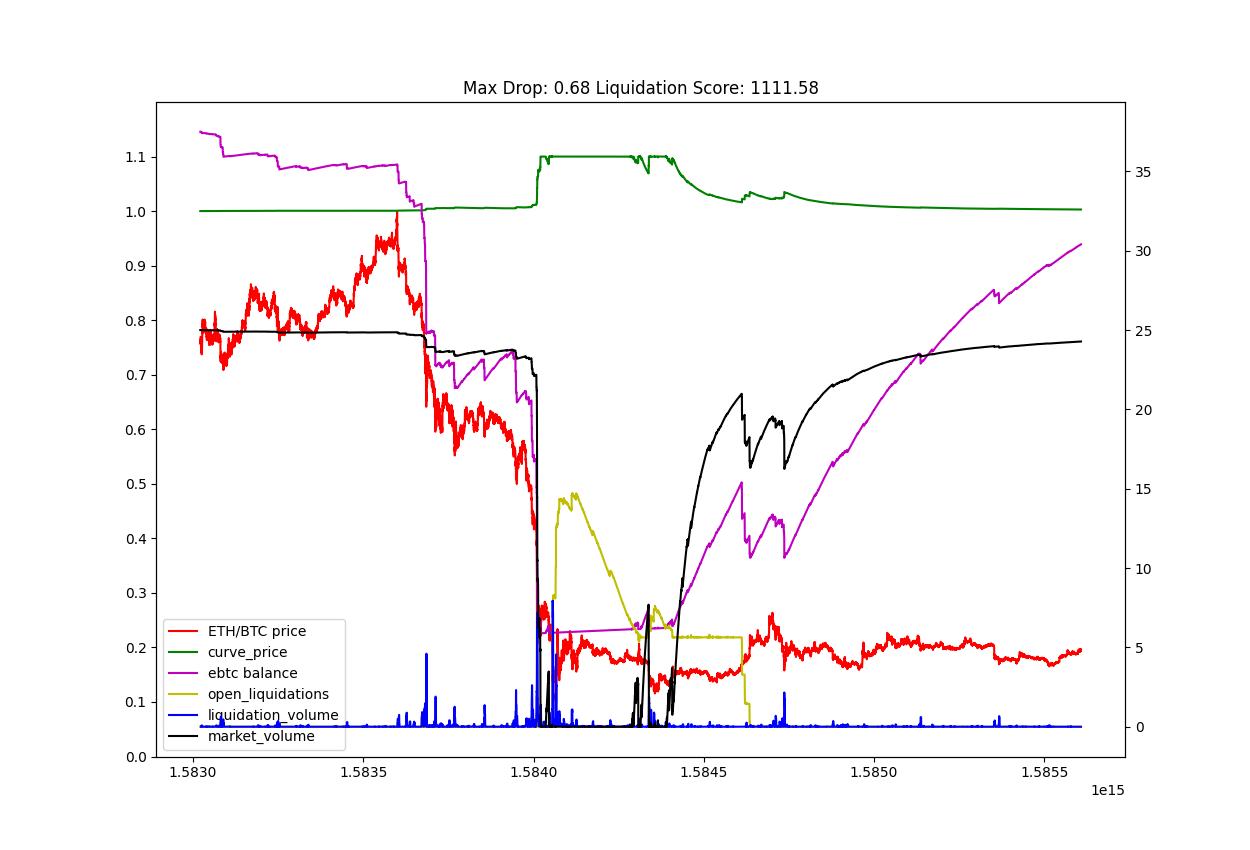 Max Drop: 0.68 Liquidation Score: 1111.58
1.1
1.0
0.9
0.8
0.7
0.6
0.5
0.4
0.3
0.2
0.1
0.0
35
30
25
20
15
10
5
0
ETH/BTC price
curve_price
ebtc balance
open_liquidations
liquidation_volume
market_volume
1.5830 1.5835 1.5840 1.5845 1.5850 1.5855
1e15